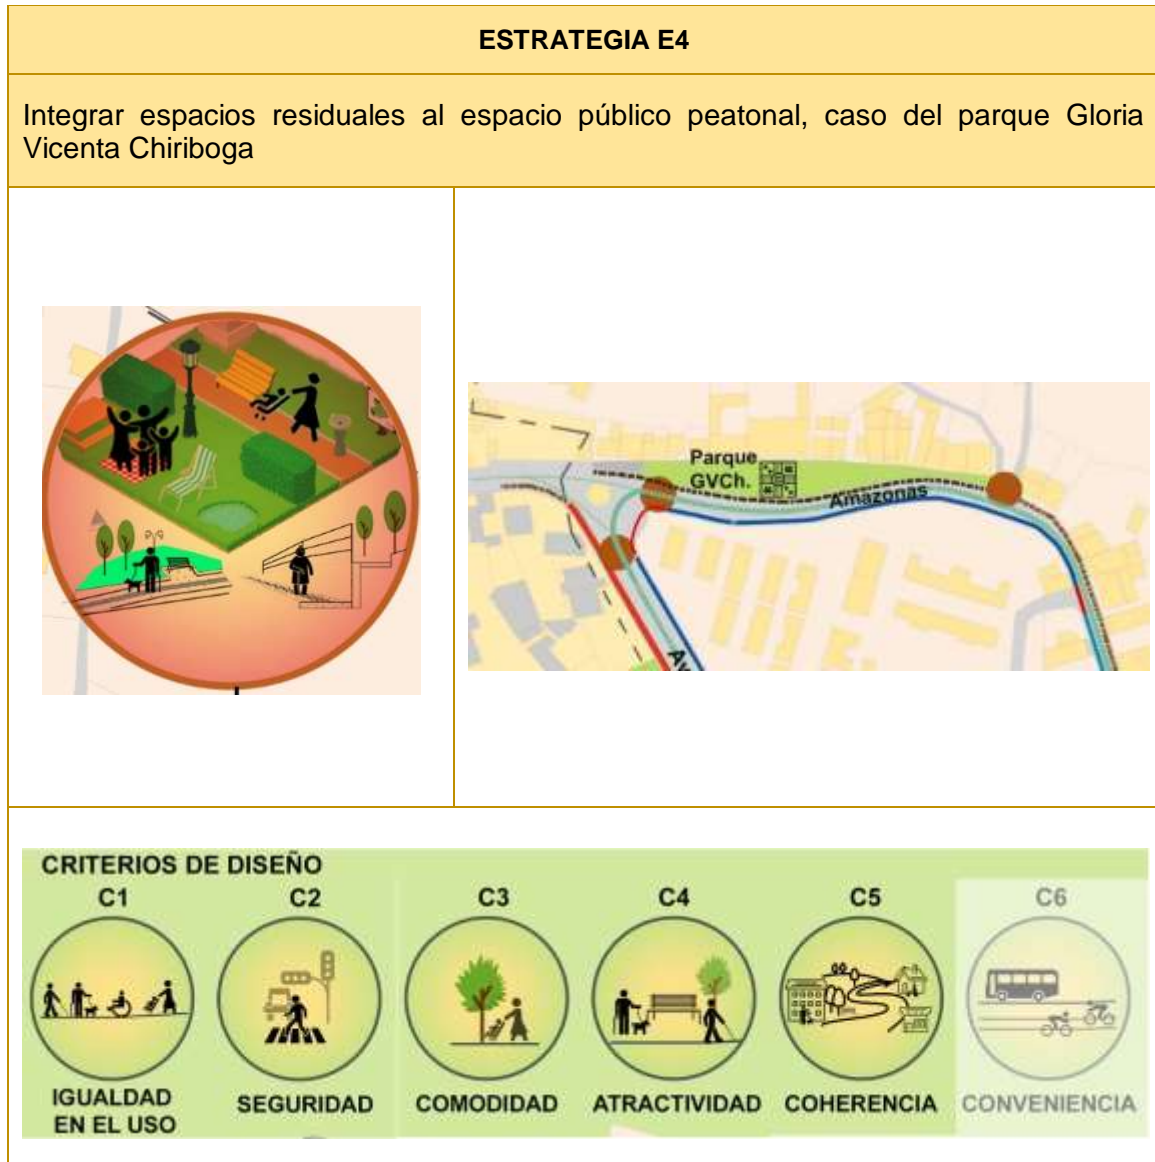 ESTRATEGIA E4
Integrar espacios residuales al espacio público peatonal, caso del parque Gloria
Vicenta Chiriboga
Parque
GVCh.
Amazonas
Av
CRITERIOS DE DISEÑO
C1 C2 C3 C4 C5 C6
IGUALDAD
EN EL USO
SEGURIDAD
COMODIDAD
ATRACTIVIDAD
COHERENCIA
CONVENIENCIA